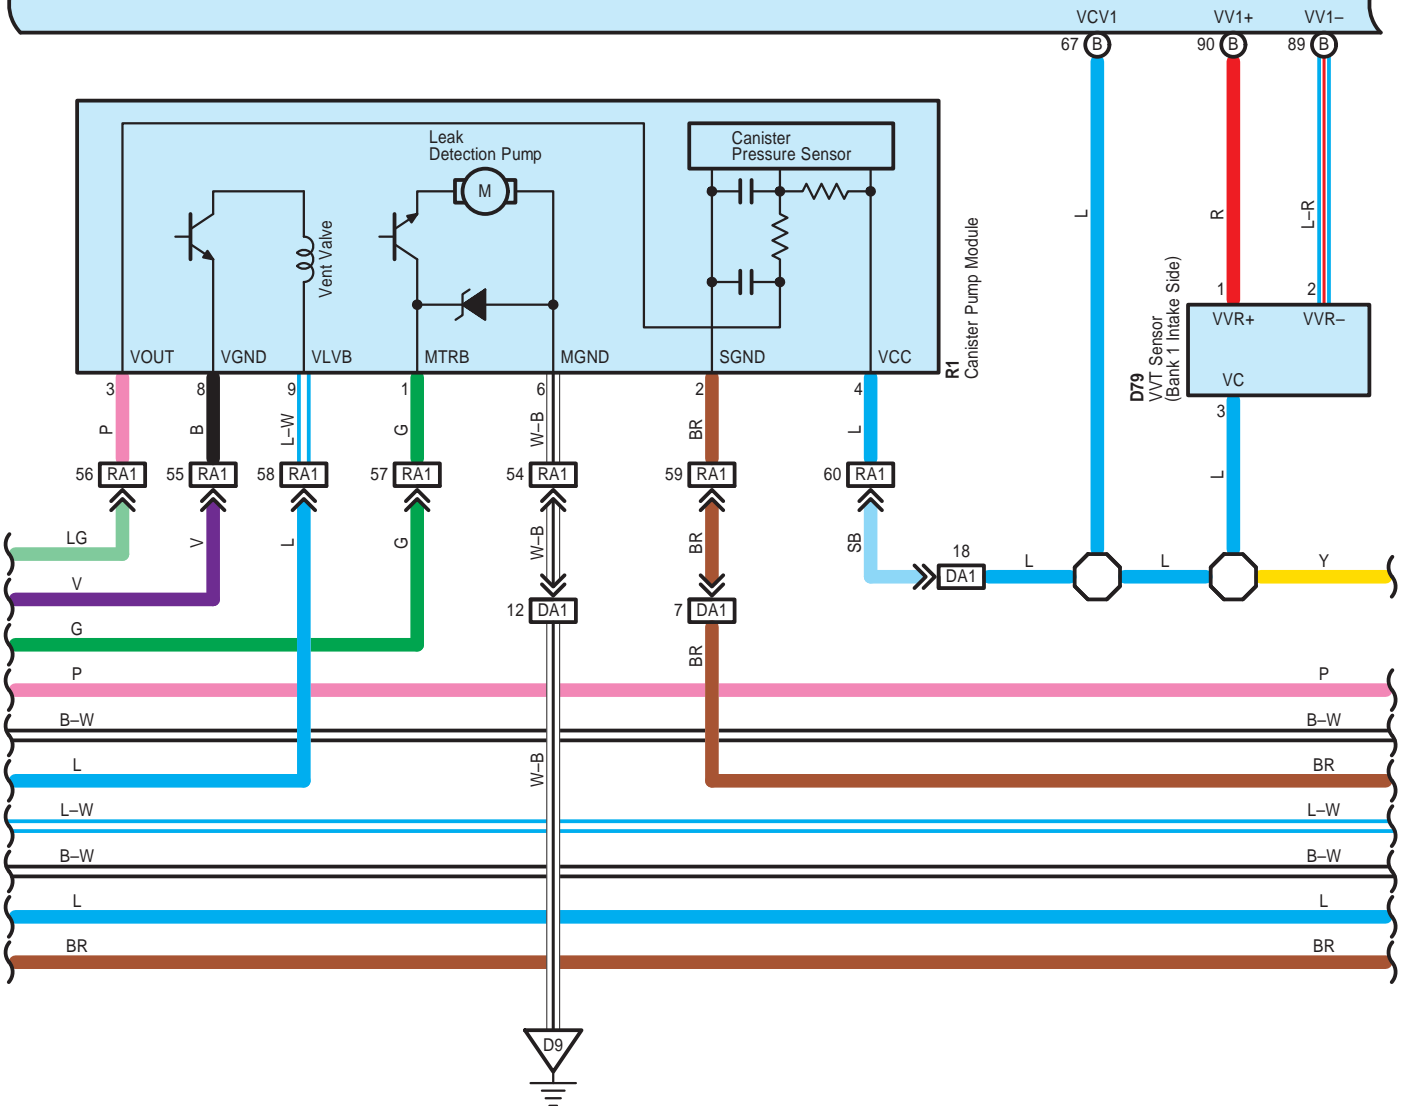 VCV1 VV1+ VV1–
67 B 90 B 89 B
Leak
Detection Pump
M
Canister
Pressure Sensor
Vent Valve
L R L–R
R1
Canister Pump Module
1 2
VVR+ VVR–
VC
D79
VVT Sensor
(Bank 1 Intake Side)
VOUT VGND VLVB MTRB MGND SGND VCC
3 8 9 1 6 2 4
3
P B L–W G W–B BR L
L
56 RA1 55 RA1 58 RA1 57 RA1 54 RA1 59 RA1 60 RA1
LG V L G W–B BR SB
18
DA1 L L Y
V
12 DA1 7 DA1
G
BR
P P
B–W B–W
L W–B BR
L–W L–W
B–W B–W
L L
BR BR
D9